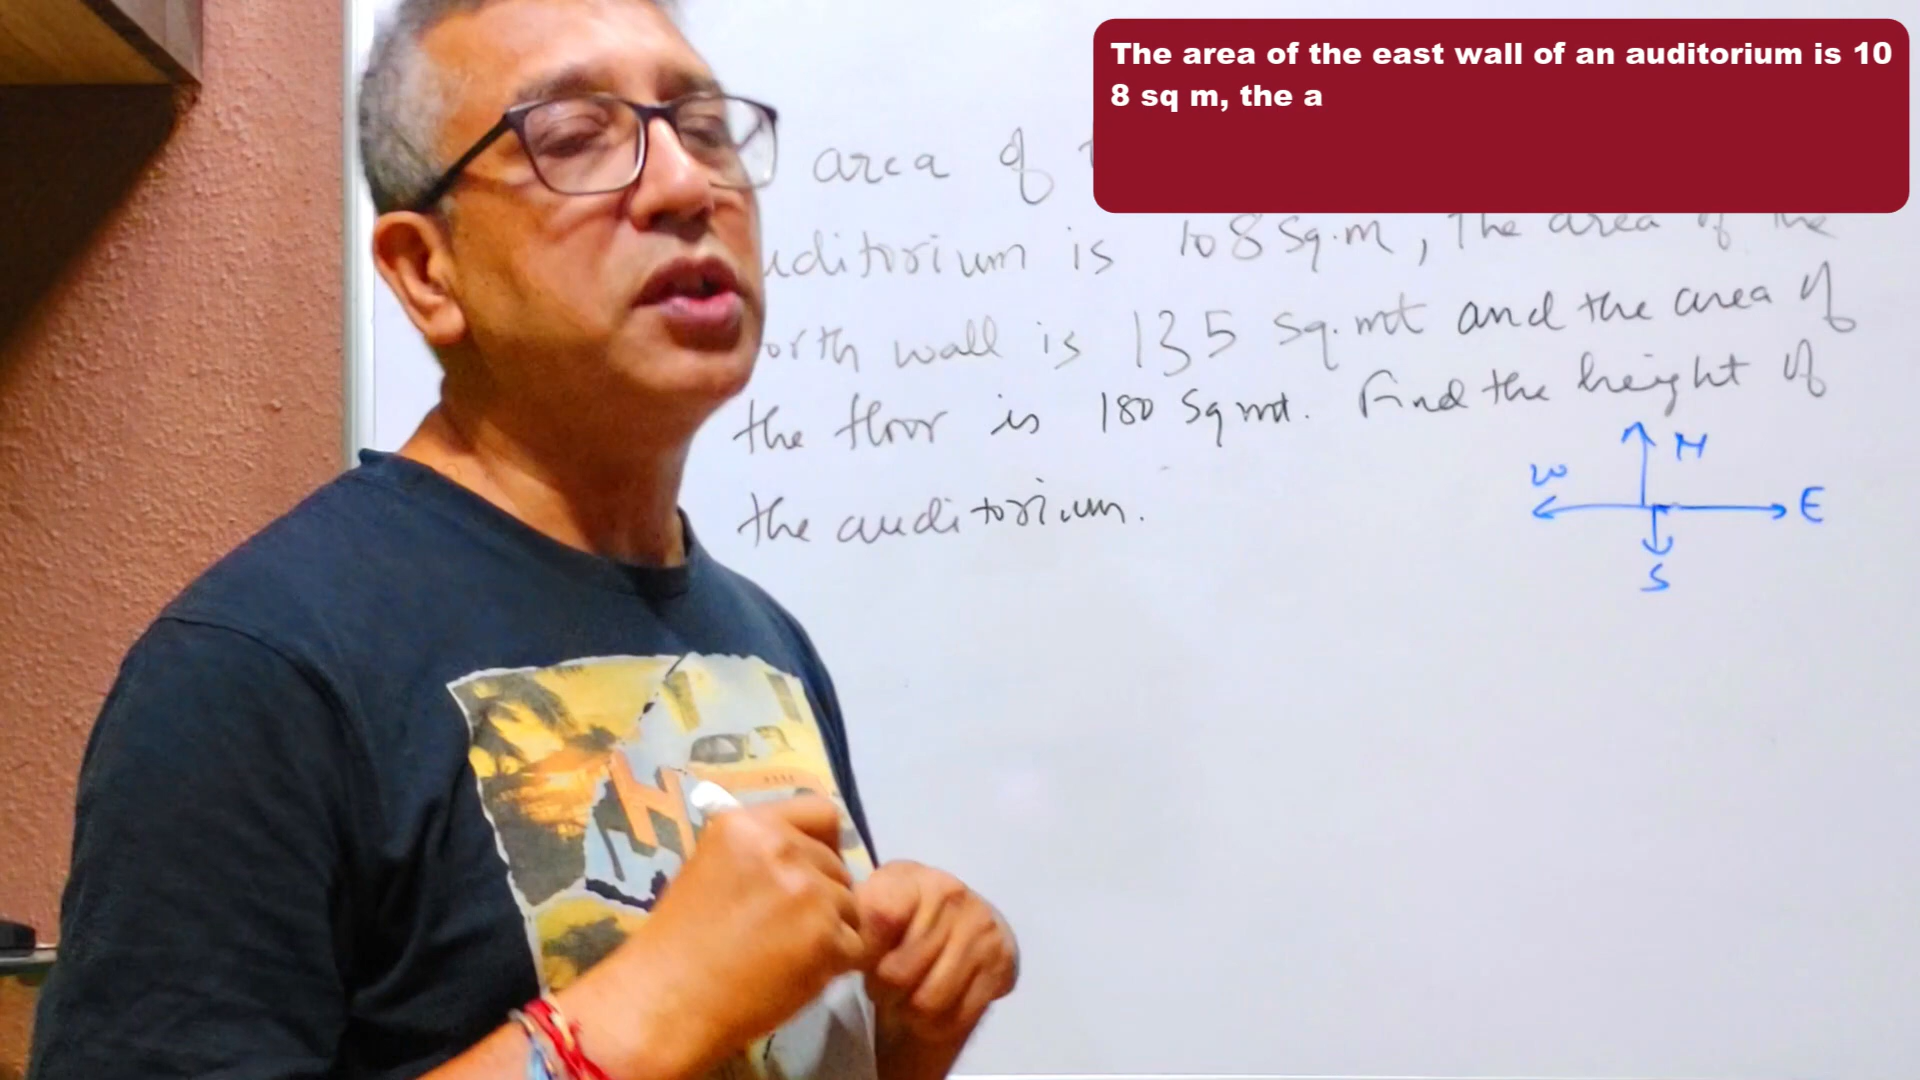 The area of the east wall of an auditorium is 10
8 sq m, the a
area of
uditorium is 108 Sq.m, The area of the
orth wall is 135 Sq.mt and the area of
the floor is 180 Sq mt. Find the height of
the auditorium.
N
W
E
S
H